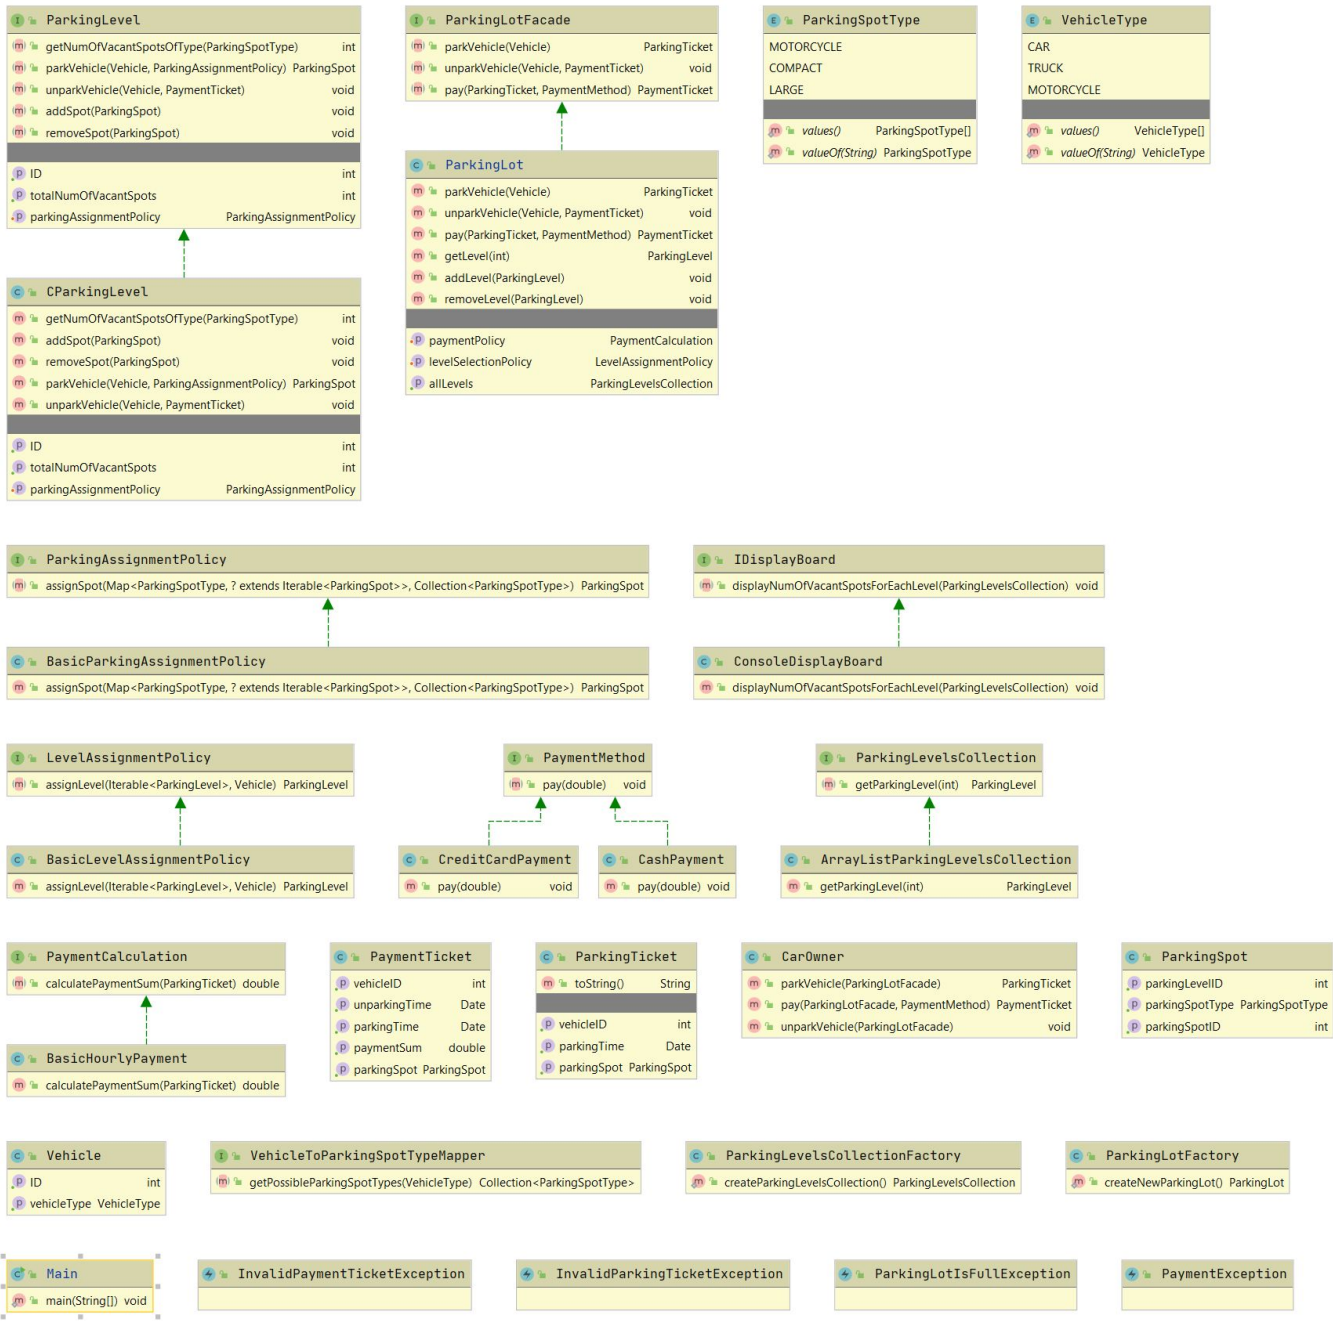 ParkingLevel
getNumOfVacantSpotsOfType(ParkingSpotType) int
parkVehicle(Vehicle, ParkingAssignmentPolicy) ParkingSpot
unparkVehicle(Vehicle, PaymentTicket) void
addSpot(ParkingSpot) void
removeSpot(ParkingSpot) void
ID int
totalNumOfVacantSpots int
parkingAssignmentPolicy ParkingAssignmentPolicy
CParkingLevel
getNumOfVacantSpotsOfType(ParkingSpotType) int
addSpot(ParkingSpot) void
removeSpot(ParkingSpot) void
parkVehicle(Vehicle, ParkingAssignmentPolicy) ParkingSpot
unparkVehicle(Vehicle, PaymentTicket) void
ID int
totalNumOfVacantSpots int
parkingAssignmentPolicy ParkingAssignmentPolicy
ParkingLotFacade
parkVehicle(Vehicle) ParkingTicket
unparkVehicle(Vehicle, PaymentTicket) void
pay(ParkingTicket, PaymentMethod) PaymentTicket
ParkingLot
parkVehicle(Vehicle) ParkingTicket
unparkVehicle(Vehicle, PaymentTicket) void
pay(ParkingTicket, PaymentMethod) PaymentTicket
getLevel(int) ParkingLevel
addLevel(ParkingLevel) void
removeLevel(ParkingLevel) void
paymentPolicy PaymentCalculation
levelSelectionPolicy LevelAssignmentPolicy
allLevels ParkingLevelsCollection
ParkingSpotType
MOTORCYCLE
COMPACT
LARGE
values() ParkingSpotType[]
valueOf(String) ParkingSpotType
VehicleType
CAR
TRUCK
MOTORCYCLE
values() VehicleType[]
valueOf(String) VehicleType
ParkingAssignmentPolicy
assignSpot(Map<ParkingSpotType, ? extends Iterable<ParkingSpot>>, Collection<ParkingSpotType>) ParkingSpot
BasicParkingAssignmentPolicy
assignSpot(Map<ParkingSpotType, ? extends Iterable<ParkingSpot>>, Collection<ParkingSpotType>) ParkingSpot
IDisplayBoard
displayNumOfVacantSpotsForEachLevel(ParkingLevelsCollection) void
ConsoleDisplayBoard
displayNumOfVacantSpotsForEachLevel(ParkingLevelsCollection) void
LevelAssignmentPolicy
assignLevel(Iterable<ParkingLevel>, Vehicle) ParkingLevel
BasicLevelAssignmentPolicy
assignLevel(Iterable<ParkingLevel>, Vehicle) ParkingLevel
PaymentMethod
pay(double) void
CreditCardPayment
pay(double) void
CashPayment
pay(double) void
ParkingLevelsCollection
getParkingLevel(int) ParkingLevel
ArrayListParkingLevelsCollection
getParkingLevel(int) ParkingLevel
PaymentCalculation
calculatePaymentSum(ParkingTicket) double
BasicHourlyPayment
calculatePaymentSum(ParkingTicket) double
PaymentTicket
vehicleID int
unparkingTime Date
parkingTime Date
paymentSum double
parkingSpot ParkingSpot
ParkingTicket
toString() String
vehicleID int
parkingTime Date
parkingSpot ParkingSpot
CarOwner
parkVehicle(ParkingLotFacade) ParkingTicket
pay(ParkingLotFacade, PaymentMethod) PaymentTicket
unparkVehicle(ParkingLotFacade) void
ParkingSpot
parkingLevelID int
parkingSpotType ParkingSpotType
parkingSpotID int
Vehicle
ID int
vehicleType VehicleType
VehicleToParkingSpotTypeMapper
getPossibleParkingSpotTypes(VehicleType) Collection<ParkingSpotType>
ParkingLevelsCollectionFactory
createParkingLevelsCollection() ParkingLevelsCollection
ParkingLotFactory
createNewParkingLot() ParkingLot
Main
main(String[]) void
InvalidPaymentTicketException
InvalidParkingTicketException
ParkingLotIsFullException
PaymentException